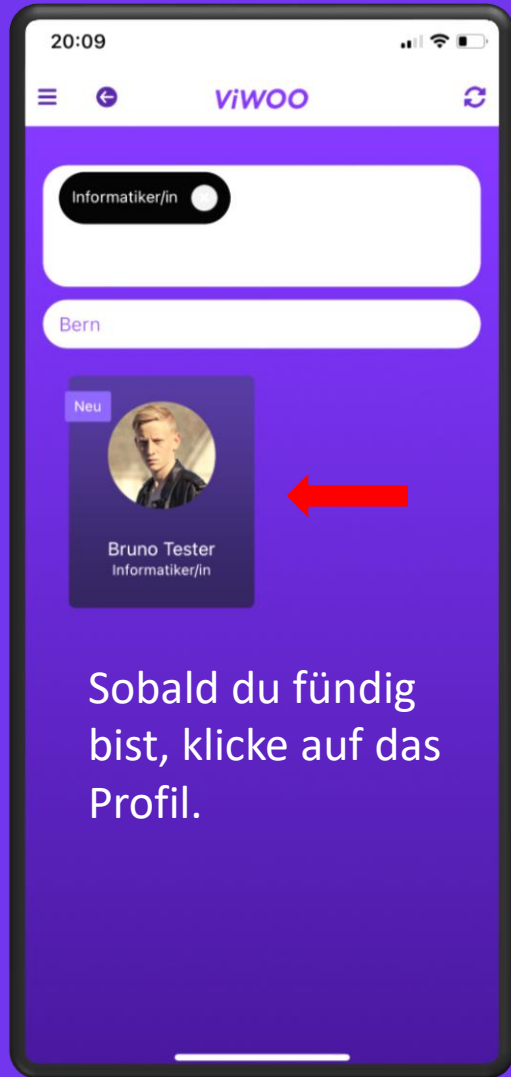 20:09
ViWOO
Informatiker/in
Bern
Neu
Bruno Tester
Informatiker/in
Sobald du fündig
bist, klicke auf das
Profil.